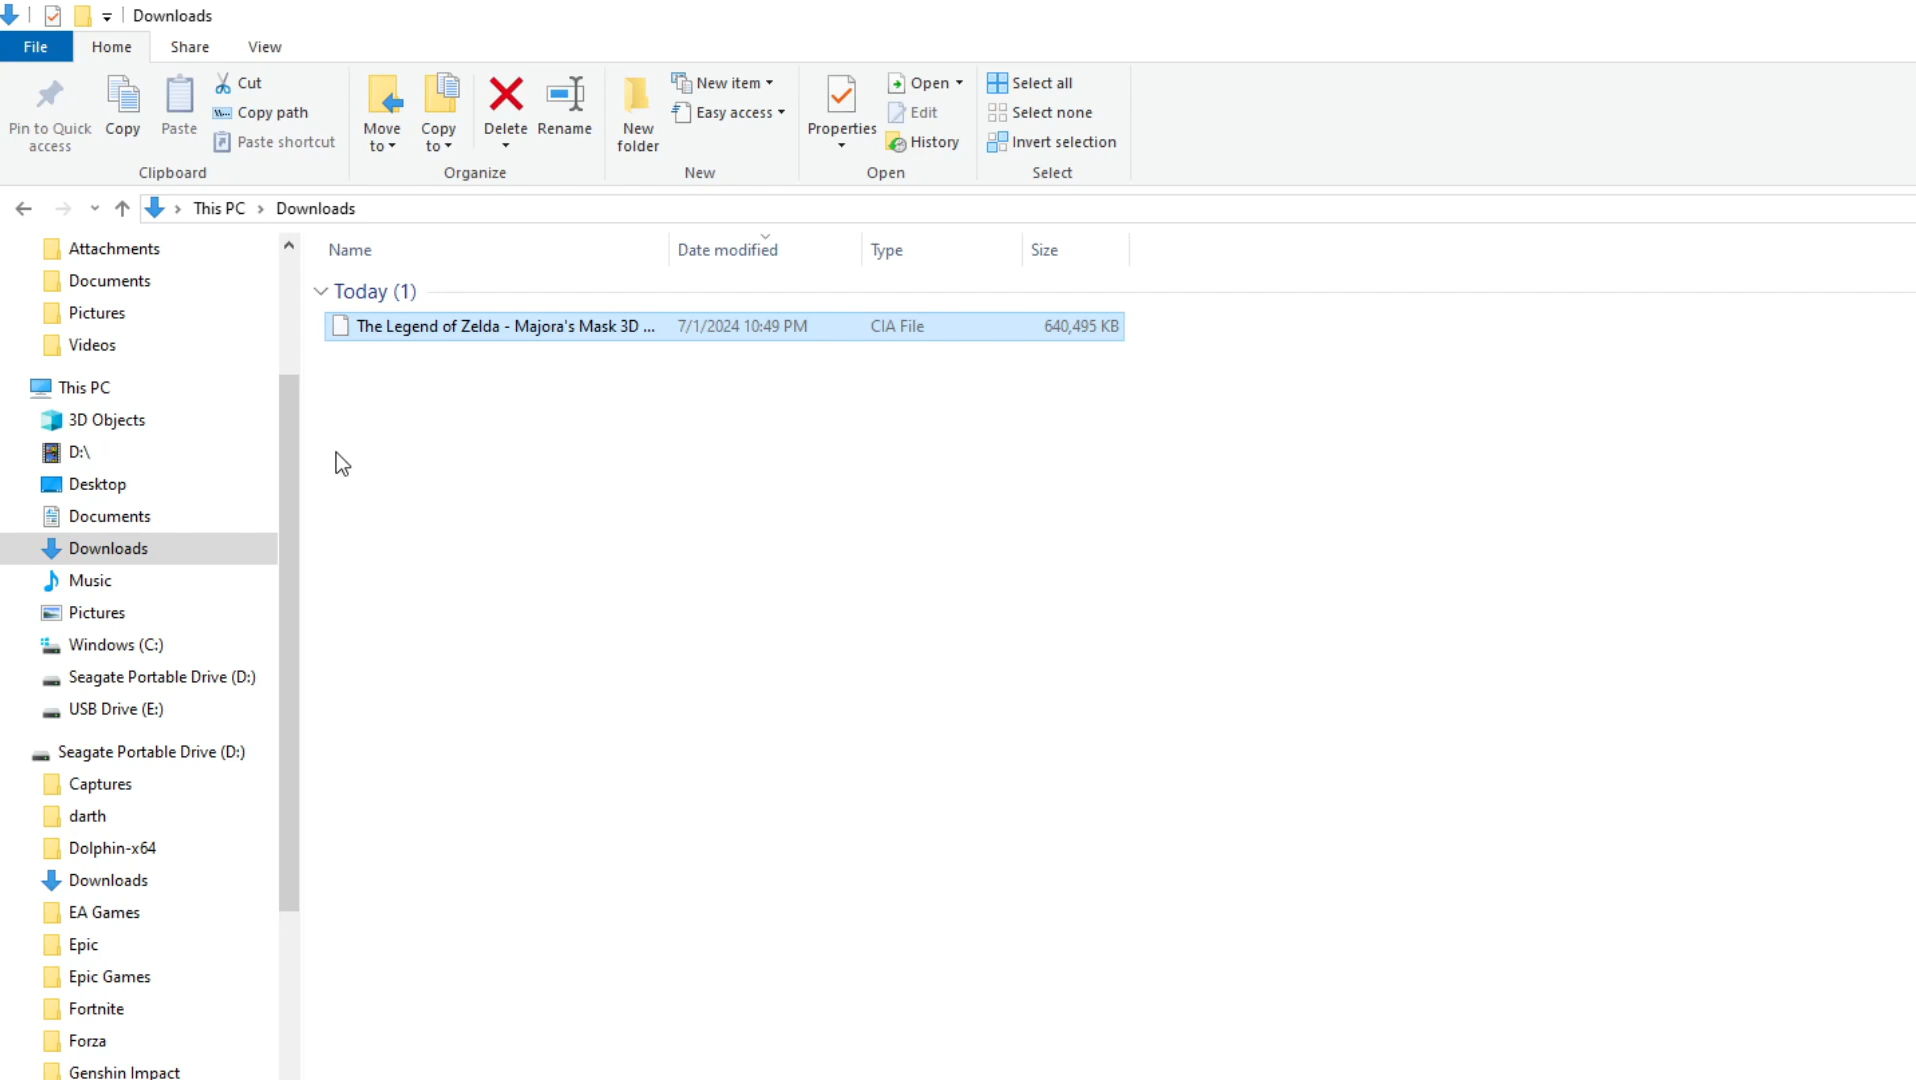 Downloads
File Home Share View
Pin to Quick access
Copy
Paste
Cut
Copy path
Paste shortcut
Clipboard
Move to
Copy to
Delete
Rename
Organize
New folder
New item
Easy access
New
Properties
Open
Edit
History
Open
Select all
Select none
Invert selection
Select
This PC > Downloads
Attachments
Documents
Pictures
Videos
This PC
3D Objects
D:\
Desktop
Documents
Downloads
Music
Pictures
Windows (C:)
Seagate Portable Drive (D:)
USB Drive (E:)
Seagate Portable Drive (D:)
Captures
darth
Dolphin-x64
Downloads
EA Games
Epic
Epic Games
Fortnite
Forza
Genshin Impact
Name Date modified Type Size
Today (1)
The Legend of Zelda - Majora's Mask 3D ... 7/1/2024 10:49 PM CIA File 640,495 KB